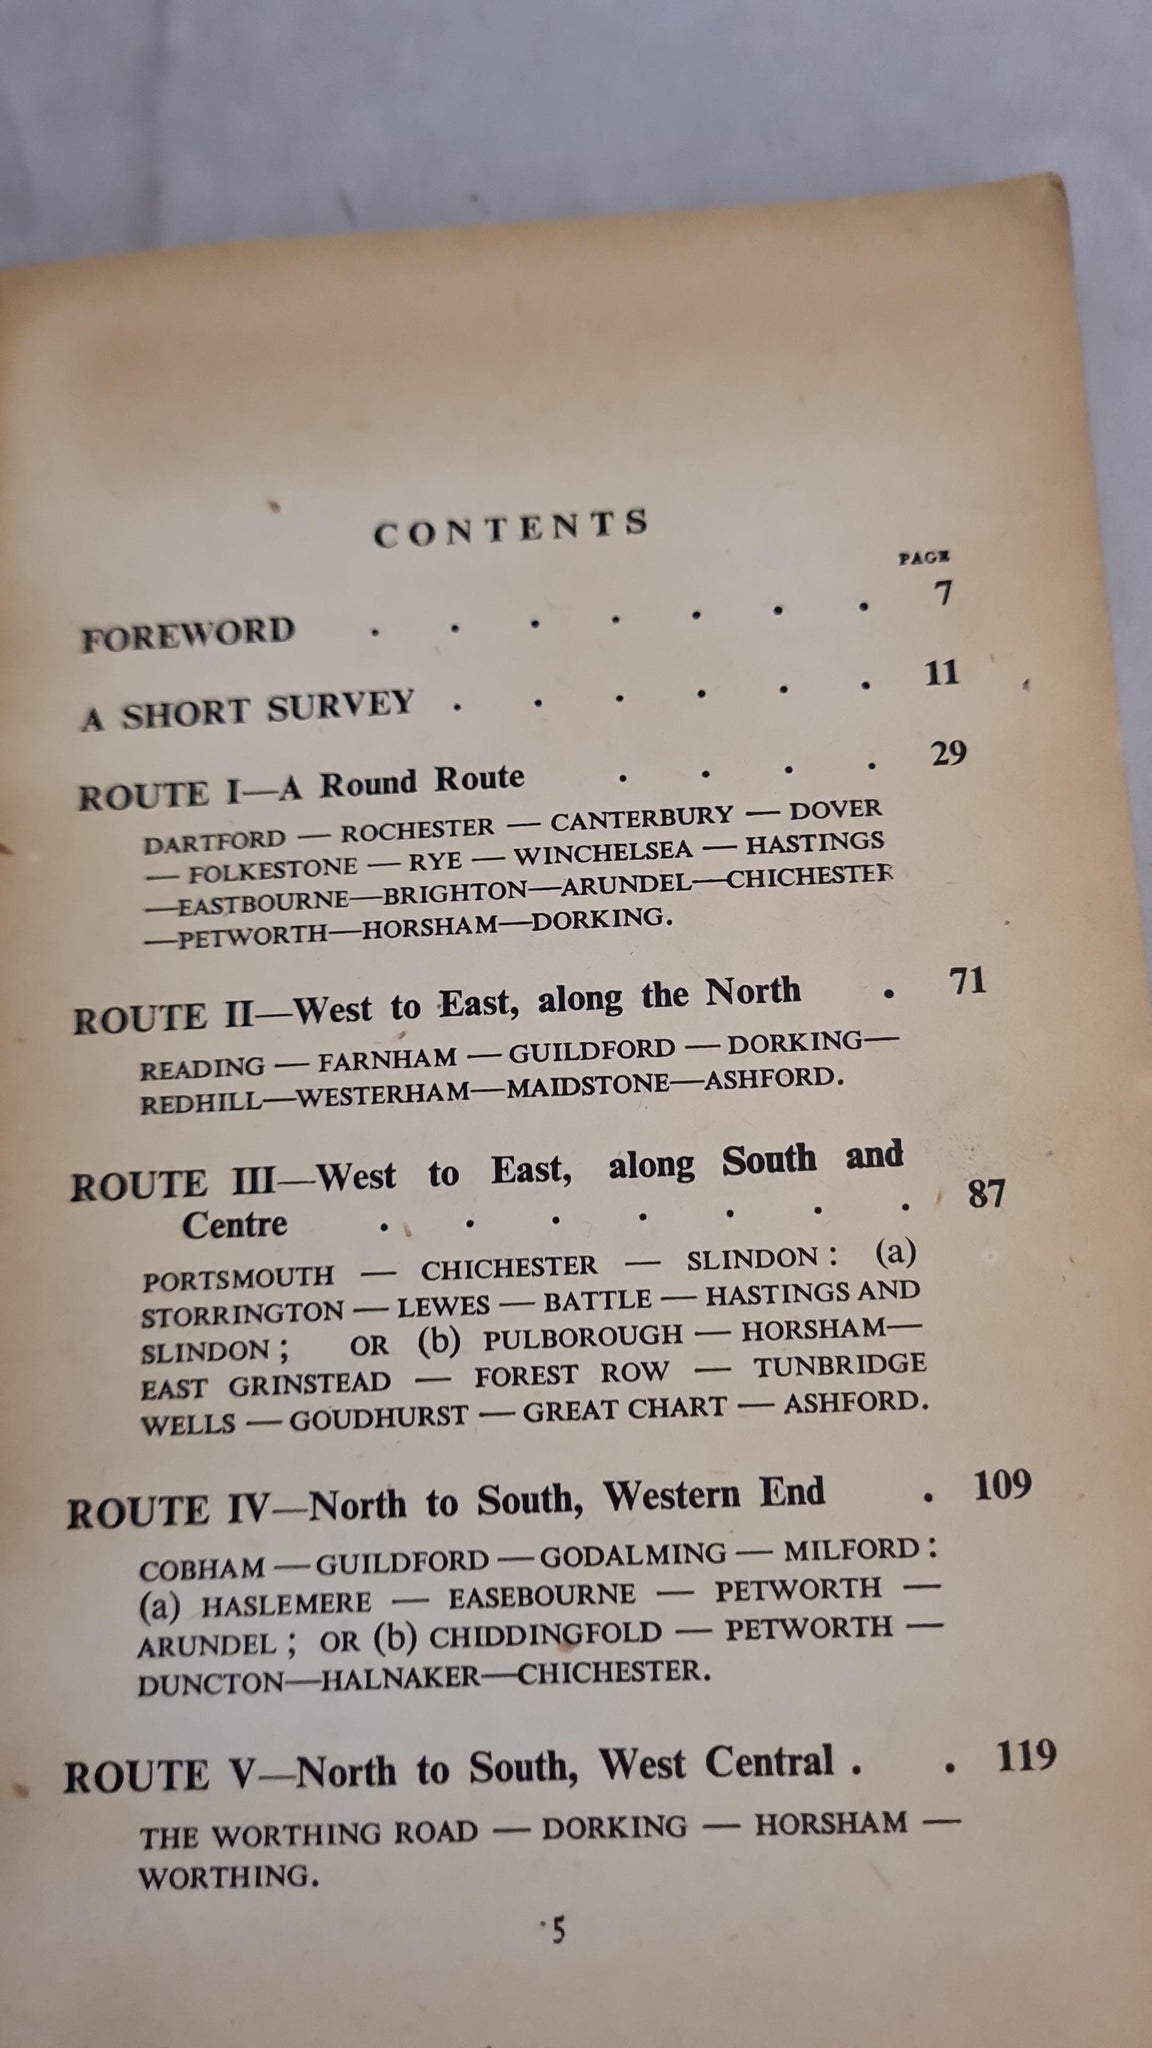 CONTENTS
PAGE
FOREWORD . . . . . . . 7
A SHORT SURVEY . . . . . . 11
ROUTE I—A Round Route . . . . 29
DARTFORD — ROCHESTER — CANTERBURY — DOVER
— FOLKESTONE — RYE — WINCHELSEA — HASTINGS
—EASTBOURNE—BRIGHTON—ARUNDEL—CHICHESTER
—PETWORTH—HORSHAM—DORKING.
ROUTE II—West to East, along the North . 71
READING — FARNHAM — GUILDFORD — DORKING—
REDHILL—WESTERHAM—MAIDSTONE—ASHFORD.
ROUTE III—West to East, along South and
Centre . . . . . . . 87
PORTSMOUTH — CHICHESTER — SLINDON: (a)
STORRINGTON — LEWES — BATTLE — HASTINGS AND
SLINDON; OR (b) PULBOROUGH — HORSHAM—
EAST GRINSTEAD — FOREST ROW — TUNBRIDGE
WELLS — GOUDHURST — GREAT CHART — ASHFORD.
ROUTE IV—North to South, Western End . 109
COBHAM — GUILDFORD — GODALMING — MILFORD:
(a) HASLEMERE — EASEBOURNE — PETWORTH —
ARUNDEL; OR (b) CHIDDINGFOLD — PETWORTH —
DUNCTON—HALNAKER—CHICHESTER.
ROUTE V—North to South, West Central . . 119
THE WORTHING ROAD — DORKING — HORSHAM —
WORTHING.
5